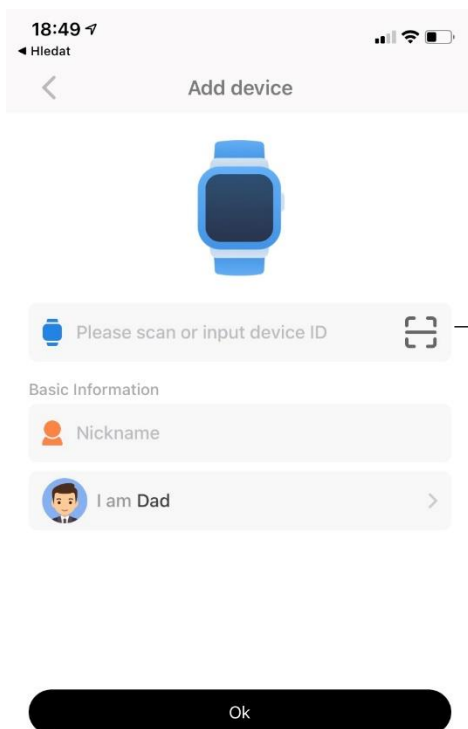 18:49
Hledat
Add device
Please scan or input device ID
Basic Information
Nickname
I am Dad
Ok